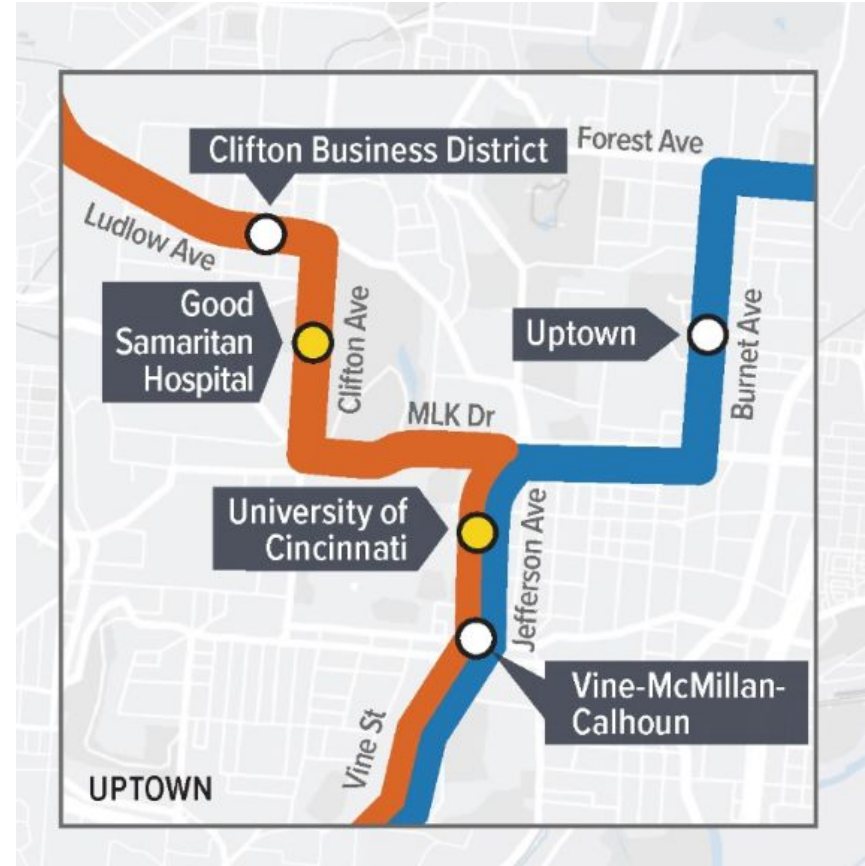 Clifton Business District
Forest Ave
Ludlow Ave
Good
Samaritan
Hospital
Clifton Ave
Uptown
Burnet Ave
MLK Dr
University of
Cincinnati
Jefferson Ave
Vine-McMillan-
Calhoun
Vine St
UPTOWN